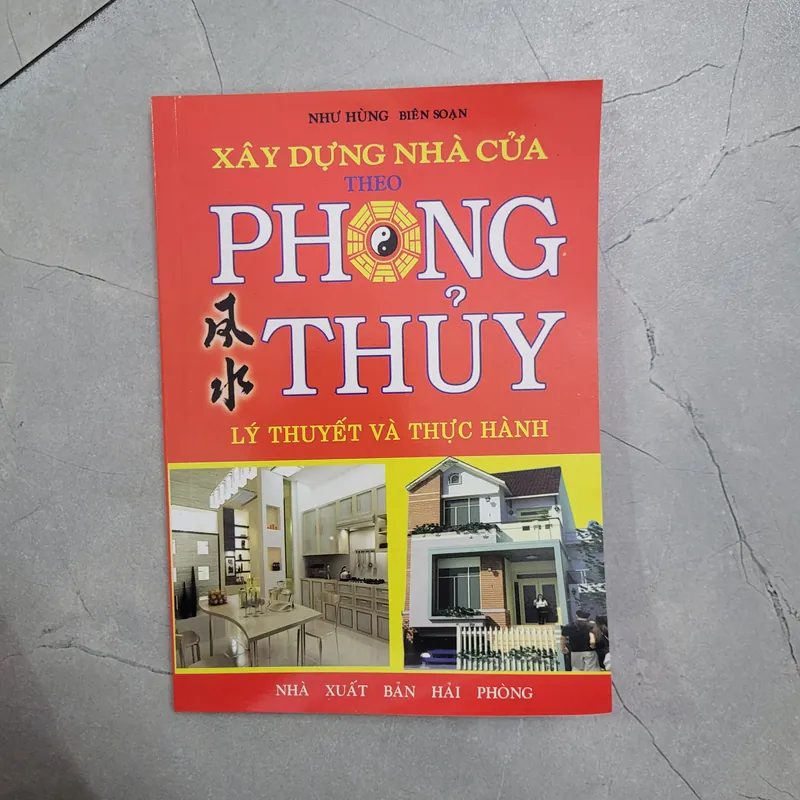 NHƯ HÙNG BIÊN SOẠN
XÂY DỰNG NHÀ CỬA
THEO
PHONG
風水
THỦY
LÝ THUYẾT VÀ THỰC HÀNH
NHÀ XUẤT BẢN HẢI PHÒNG